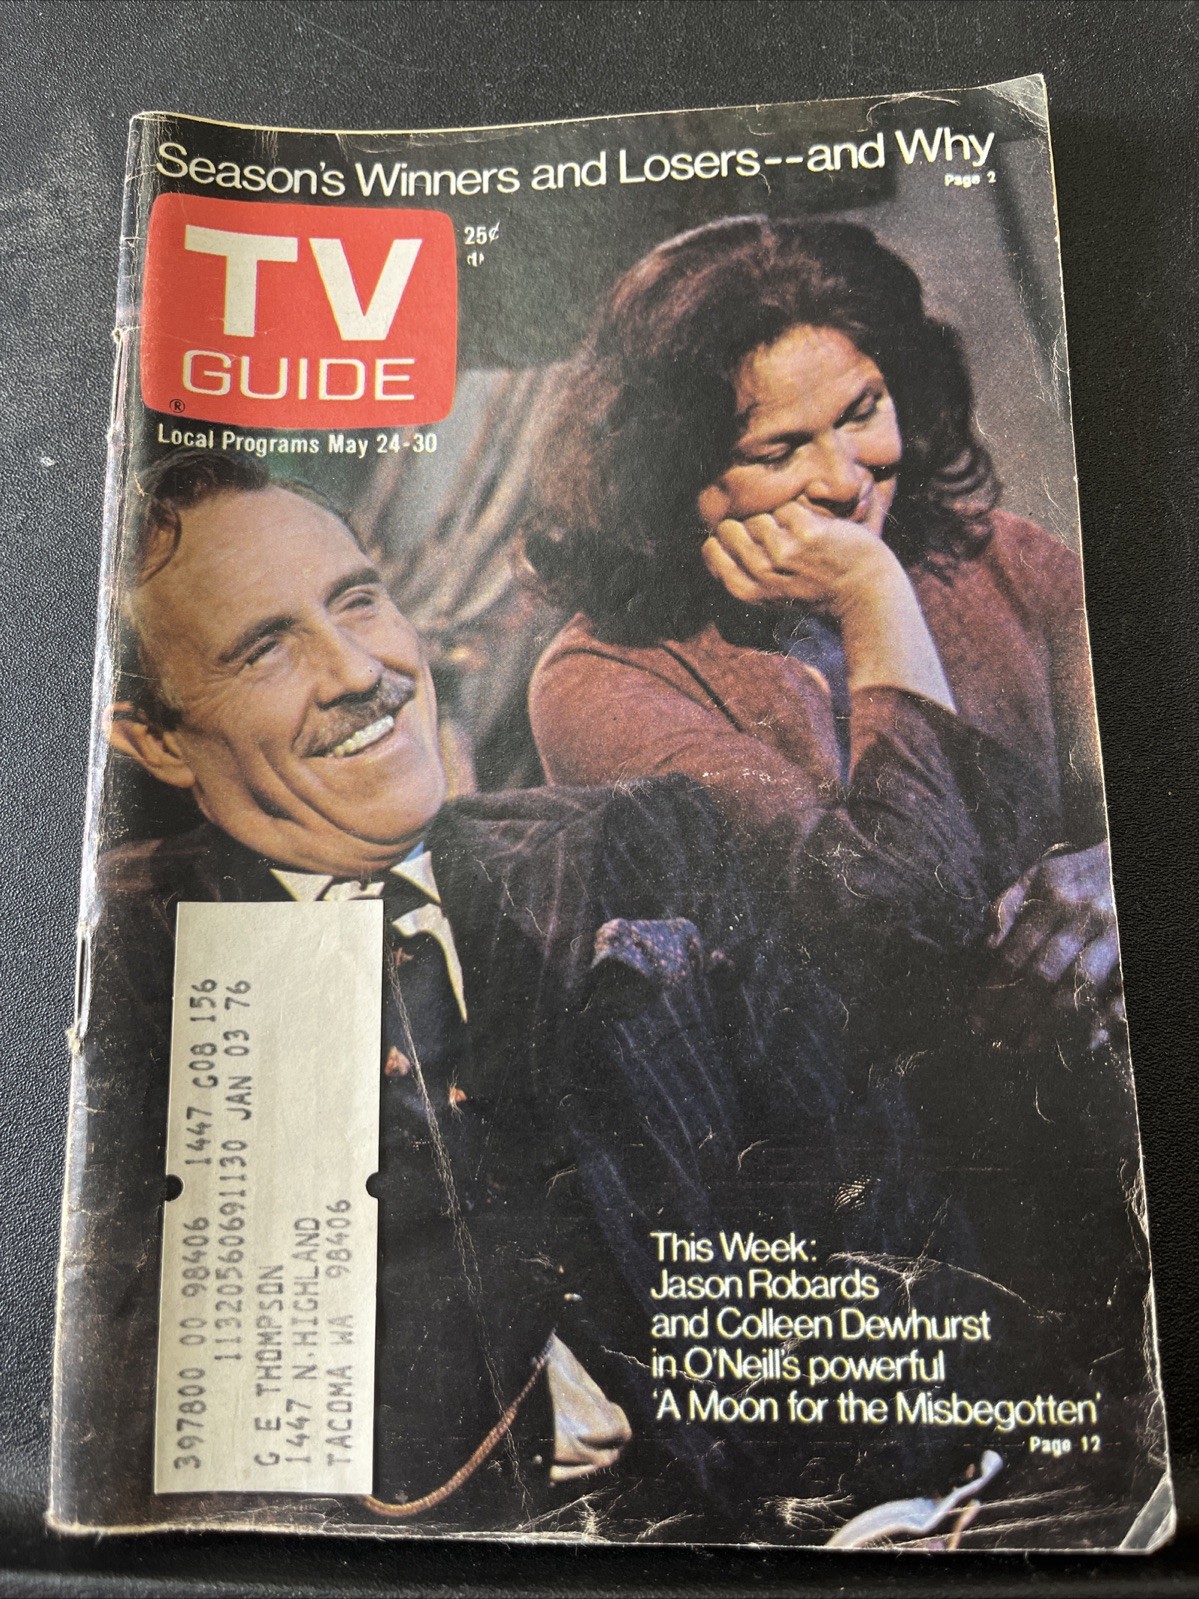 Season's Winners and Losers--and Why
Page 2
TV
GUIDE
®
25¢
Local Programs May 24-30
397800 00 98406 1447 G08 156
11320560691130 JAN 03 76
G E THOMPSON
1447 N.HIGHLAND
TACOMA WA 98406
This Week:
Jason Robards
and Colleen Dewhurst
in O'Neill's powerful
'A Moon for the Misbegotten'
Page 12